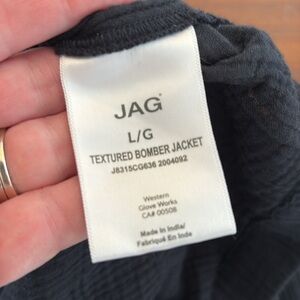 JAG
L/G
TEXTURED BOMBER JACKET
J8315CG636 2004092
Western
Glove Works
CA# 00508
Made in India/
Fabriqué En Inde